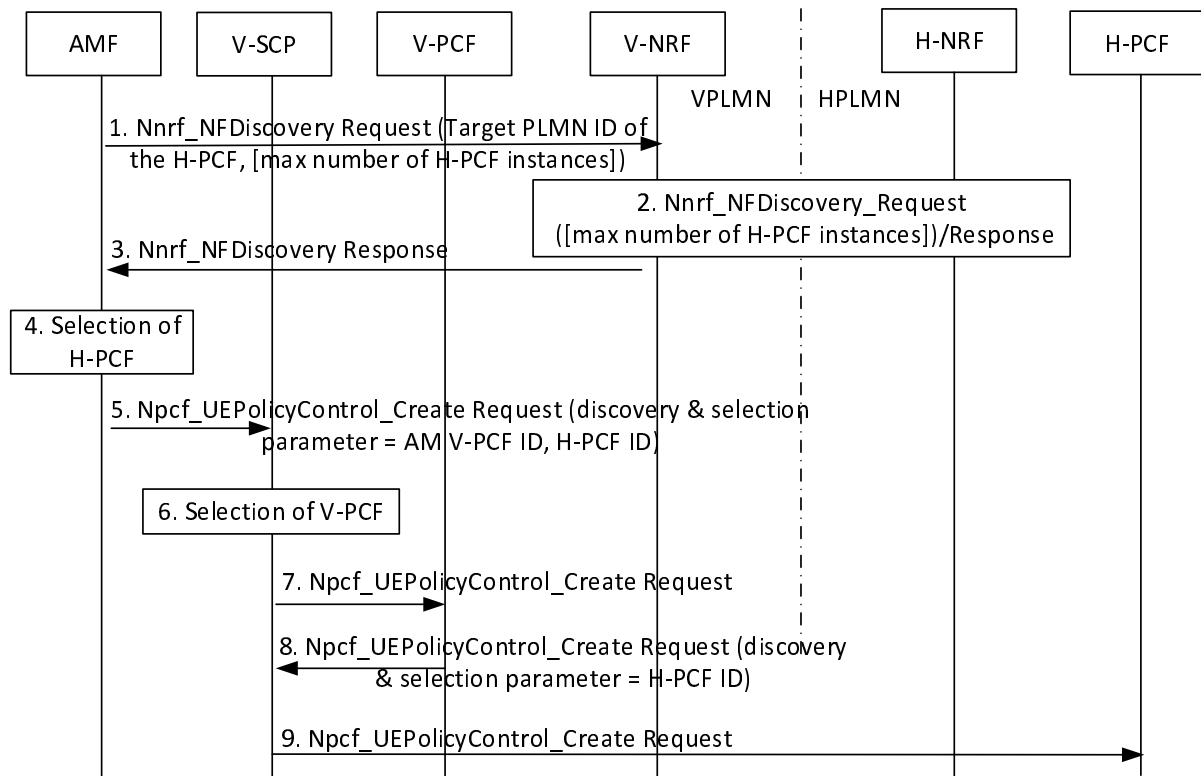 AMF
V-SCP
V-PCF
V-NRF
H-NRF
H-PCF
VPLMN
HPLMN
1. Nnrf_NFDiscovery Request (Target PLMN ID of
the H-PCF, [max number of H-PCF instances])
2. Nnrf_NFDiscovery_Request
([max number of H-PCF instances])/Response
3. Nnrf_NFDiscovery Response
4. Selection of
H-PCF
5. Npcf_UEPolicyControl_Create Request (discovery & selection
parameter = AM V-PCF ID, H-PCF ID)
6. Selection of V-PCF
7. Npcf_UEPolicyControl_Create Request
8. Npcf_UEPolicyControl_Create Request (discovery
& selection parameter = H-PCF ID)
9. Npcf_UEPolicyControl_Create Request